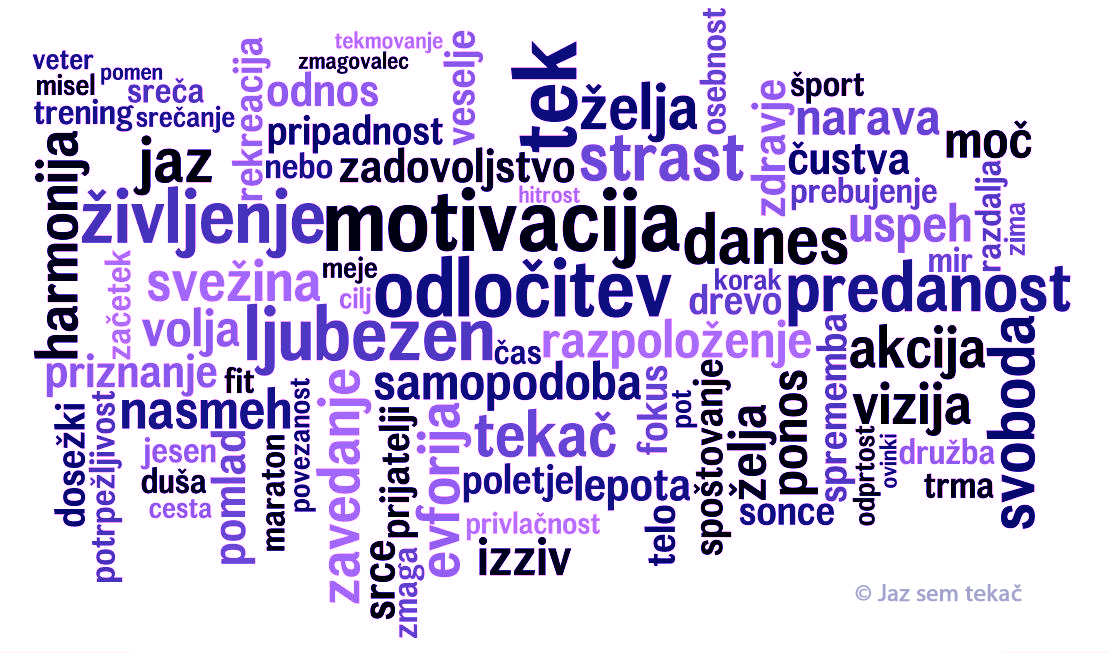 veter
misel
pomen
trening
sreča
srečanje
rekreacija
odnos
tekmovanje
zmagovalec
veselje
pripadnost
nebo
zadovoljstvo
tek
želja
strast
osebnost
zdravje
šport
narava
čustva
prebujenje
moč
harmonija
jaz
življenje
motivacija
hitrost
danes
uspeh
razdalja
zima
mir
začetek
svežina
meje
cilj
odločitev
korak
drevo
predanost
volja
ljubezen
čas
razpoloženje
sprememba
akcija
svoboda
priznanje
fit
samopodoba
fokus
pot
spoštovanje
želja
ponos
vizija
dosežki
potrpežljivost
nasmeh
povezanost
zavedanje
prijatelji
evforija
tekač
jesen
duša
cesta
pomlad
maraton
poletje
lepota
telo
sonce
odprtost
ovinki
družba
trma
privlačnost
izziv
srce
zmaga
© Jaz sem tekač